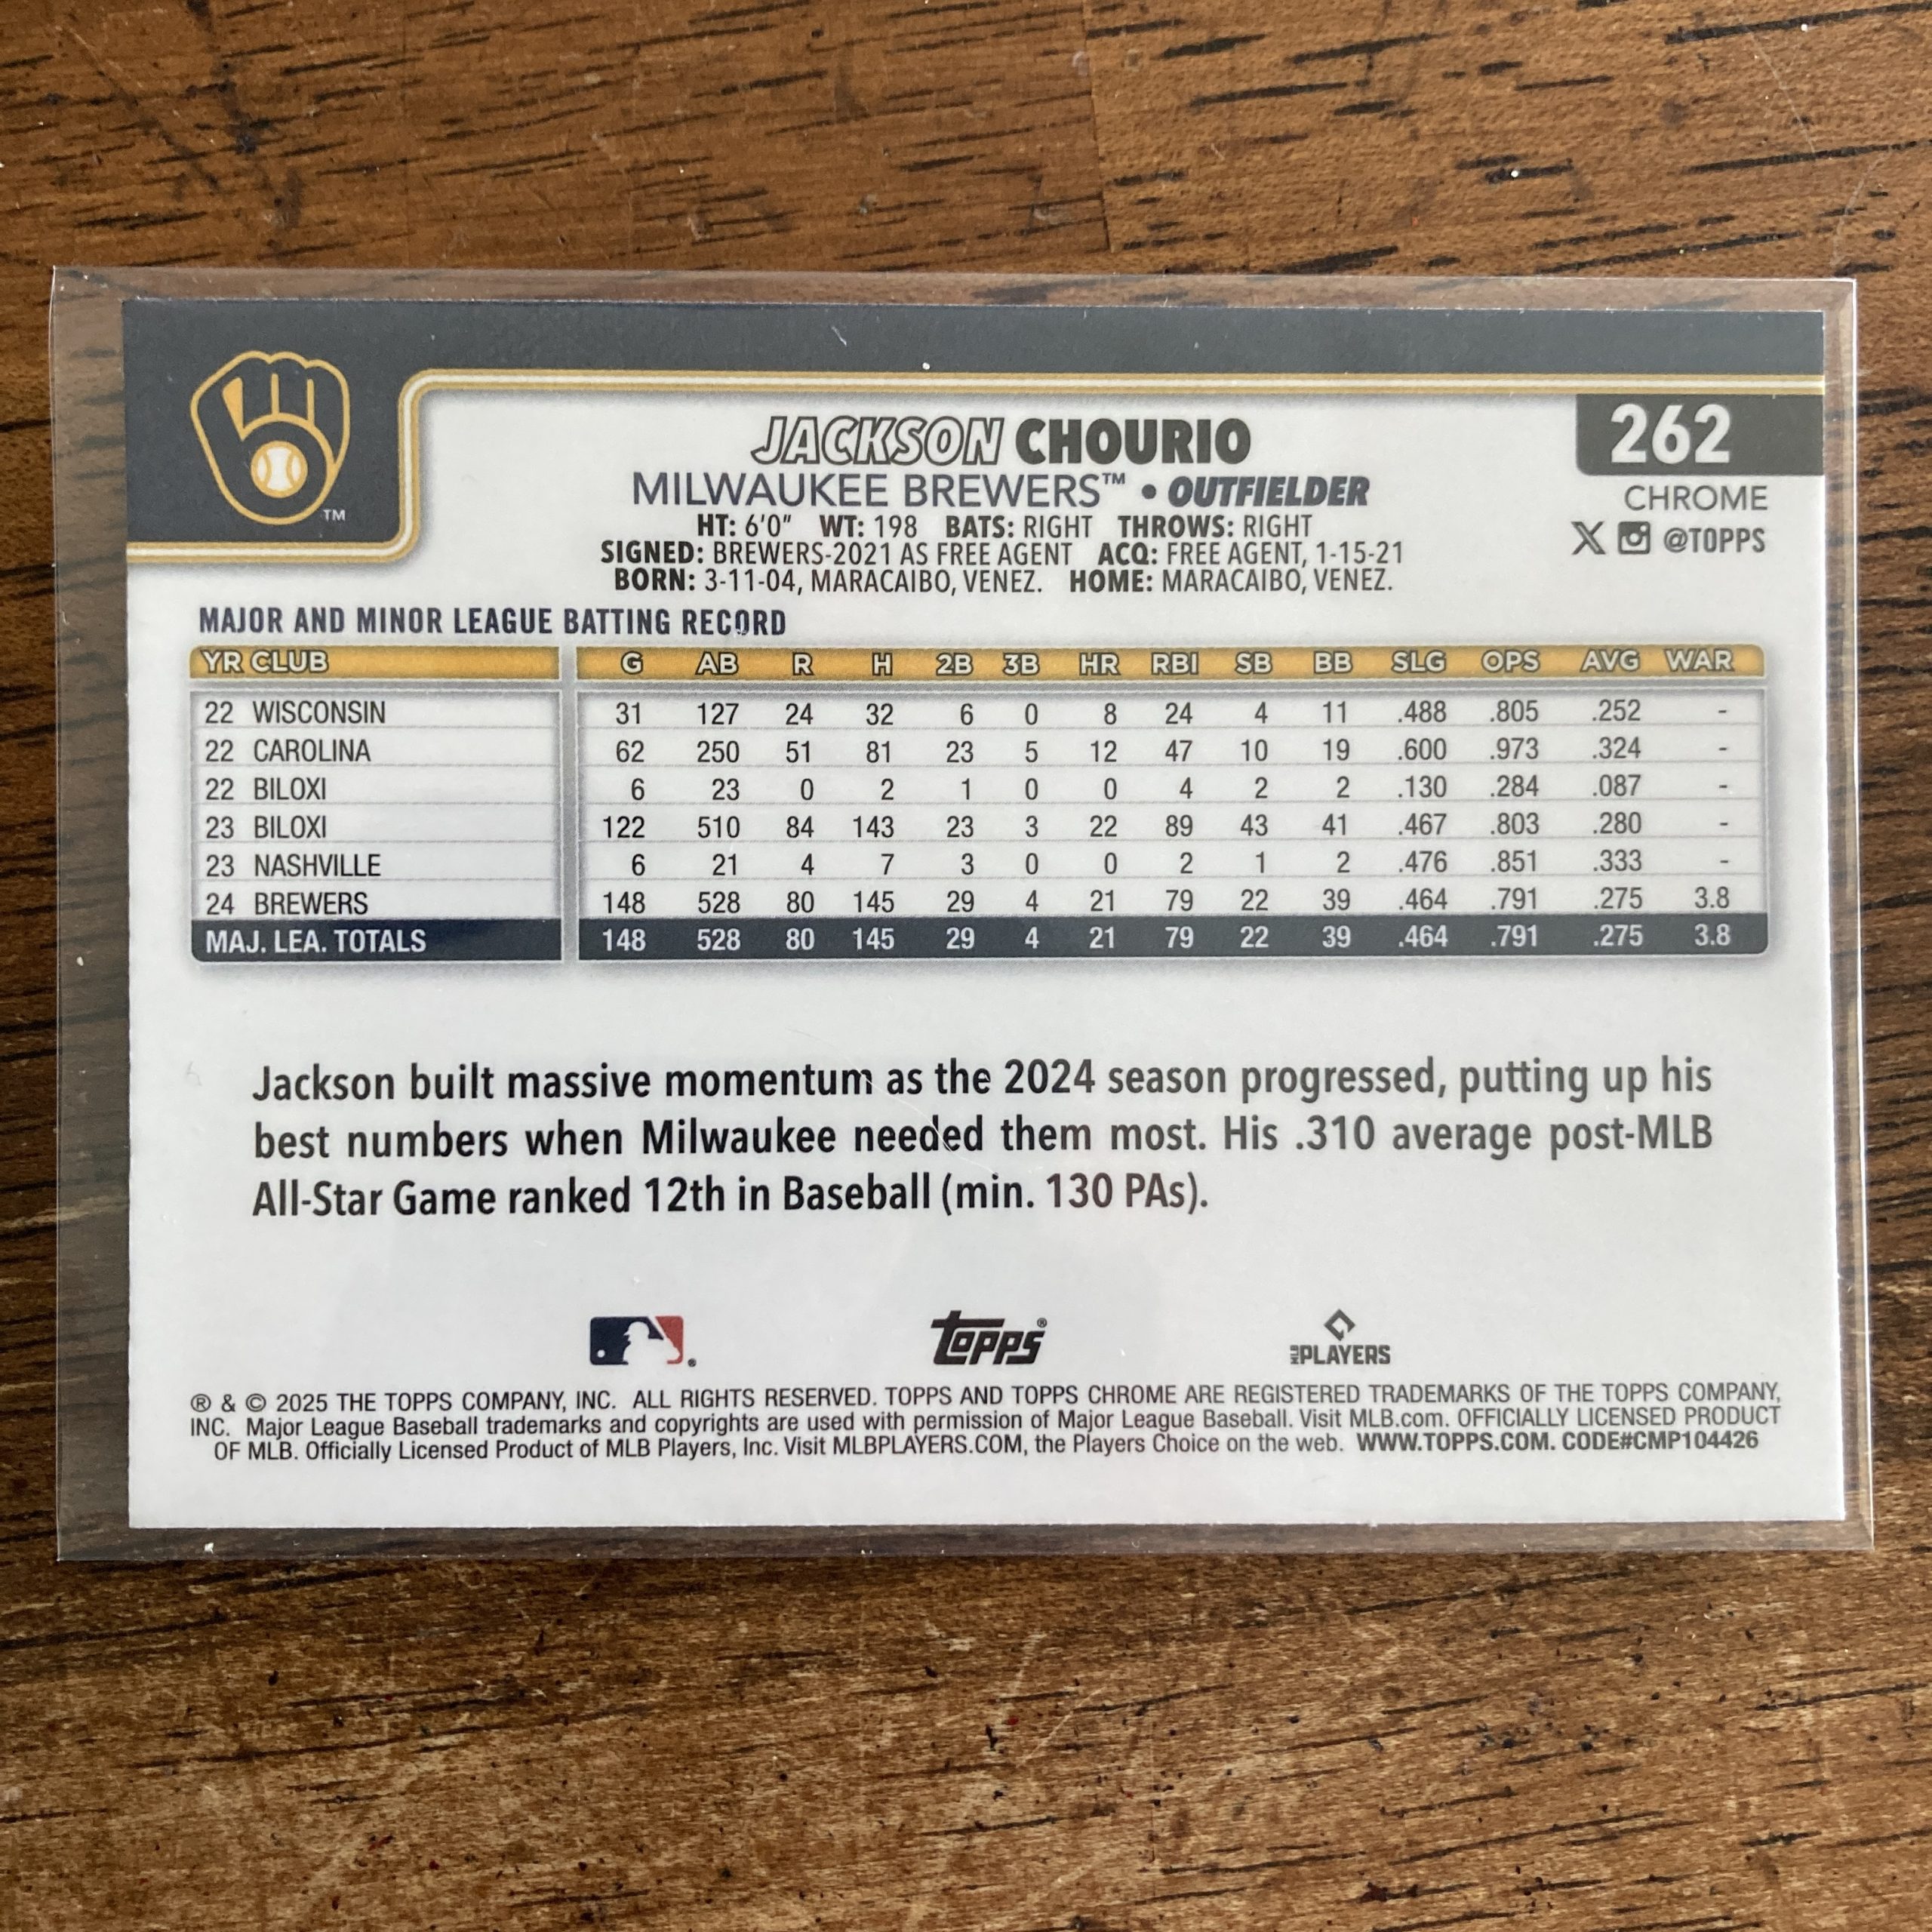 262
JACKSON CHOURIO
MILWAUKEE BREWERS™ • OUTFIELDER
CHROME
HT: 6'0" WT: 198 BATS: RIGHT THROWS: RIGHT
X @TOPPS
SIGNED: BREWERS-2021 AS FREE AGENT ACQ: FREE AGENT, 1-15-21
BORN: 3-11-04, MARACAIBO, VENEZ. HOME: MARACAIBO, VENEZ.
TM
MAJOR AND MINOR LEAGUE BATTING RECORD
YR CLUB G AB R H 2B 3B HR RBI SB BB SLG OPS AVG WAR
22 WISCONSIN 31 127 24 32 6 0 8 24 4 11 .488 .805 .252 -
22 CAROLINA 62 250 51 81 23 5 12 47 10 19 .600 .973 .324 -
22 BILOXI 6 23 0 2 1 0 0 4 2 2 .130 .284 .087 -
23 BILOXI 122 510 84 143 23 3 22 89 43 41 .467 .803 .280 -
23 NASHVILLE 6 21 4 7 3 0 0 2 1 2 .476 .851 .333 -
24 BREWERS 148 528 80 145 29 4 21 79 22 39 .464 .791 .275 3.8
MAJ. LEA. TOTALS 148 528 80 145 29 4 21 79 22 39 .464 .791 .275 3.8
Jackson built massive momentum as the 2024 season progressed, putting up his
best numbers when Milwaukee needed them most. His .310 average post-MLB
All-Star Game ranked 12th in Baseball (min. 130 PAs).
® topps® MLB PLAYERS
® & © 2025 THE TOPPS COMPANY, INC. ALL RIGHTS RESERVED. TOPPS AND TOPPS CHROME ARE REGISTERED TRADEMARKS OF THE TOPPS COMPANY,
INC. Major League Baseball trademarks and copyrights are used with permission of Major League Baseball. Visit MLB.com. OFFICIALLY LICENSED PRODUCT
OF MLB. Officially Licensed Product of MLB Players, Inc. Visit MLBPLAYERS.COM, the Players Choice on the web. WWW.TOPPS.COM. CODE#CMP104426